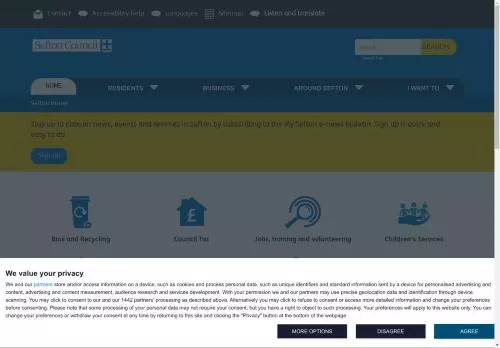 Contact Accessibility help Languages Sitemap Listen and translate
Sefton Council
Search
SEARCH
HOME RESIDENTS BUSINESS AROUND SEFTON I WANT TO
Sefton Home
Stay up to date on news, events and services in Sefton by subscribing to the My Sefton e-news bulletin. Sign up is quick and
easy to do.
Sign up
Bins and Recycling Council Tax Jobs, training and volunteering Children's Services
We value your privacy
We and our partners store and/or access information on a device, such as cookies and process personal data, such as unique identifiers and standard information sent by a device for personalised advertising and
content, advertising and content measurement, audience research and services development. With your permission we and our partners may use precise geolocation data and identification through device
scanning. You may click to consent to our and our 1442 partners' processing as described above. Alternatively you may click to refuse to consent or access more detailed information and change your preferences
before consenting. Please note that some processing of your personal data may not require your consent, but you have a right to object to such processing. Your preferences will apply to this website only. You can
change your preferences or withdraw your consent at any time by returning to this site and clicking the "Privacy" button at the bottom of the webpage
MORE OPTIONS DISAGREE AGREE